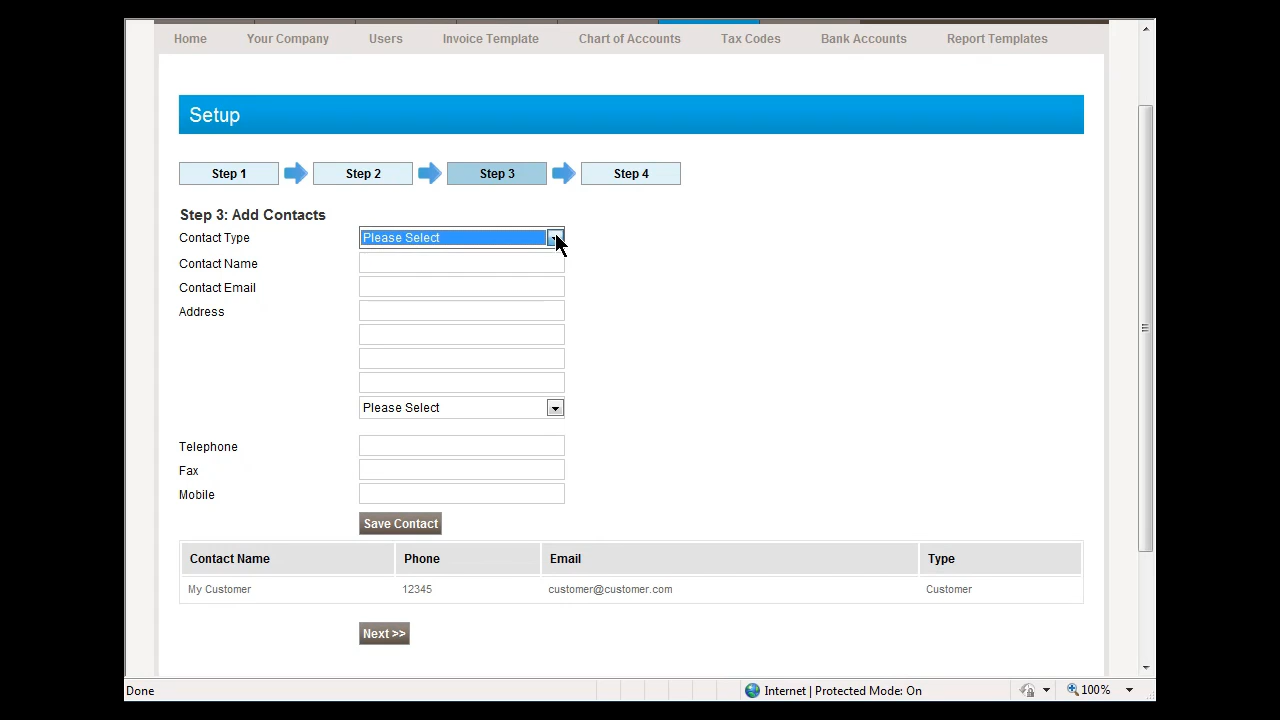 Home Your Company Users Invoice Template Chart of Accounts Tax Codes Bank Accounts Report Templates
Setup
Step 1 Step 2 Step 3 Step 4
Step 3: Add Contacts
Contact Type Please Select
Contact Name
Contact Email
Address
Please Select
Telephone
Fax
Mobile
Save Contact
Contact Name Phone Email Type
My Customer 12345 customer@customer.com Customer
Next >>
Done Internet | Protected Mode: On 100%